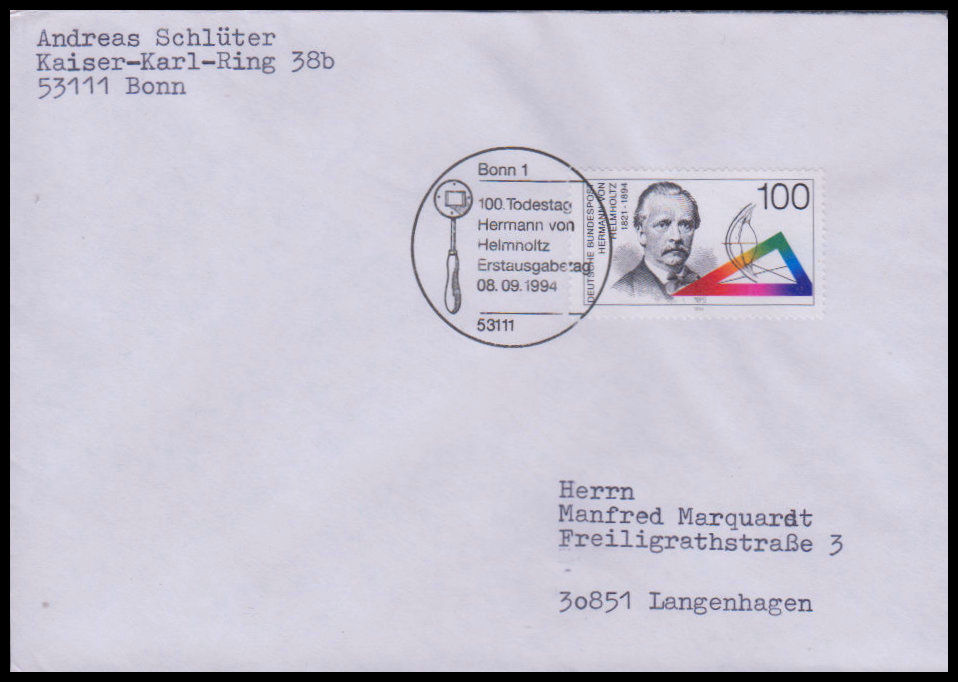 Andreas Schlüter
Kaiser-Karl-Ring 38b
53111 Bonn
Bonn 1
100. Todestag
Hermann von
Helmholtz
Erstausgabetag
08.09.1994
53111
DEUTSCHE BUNDESPOST
HERMANN VON
HELMHOLTZ
1821-1894
100
Herrn
Manfred Marquardt
Freiligrathstraße 3
30851 Langenhagen